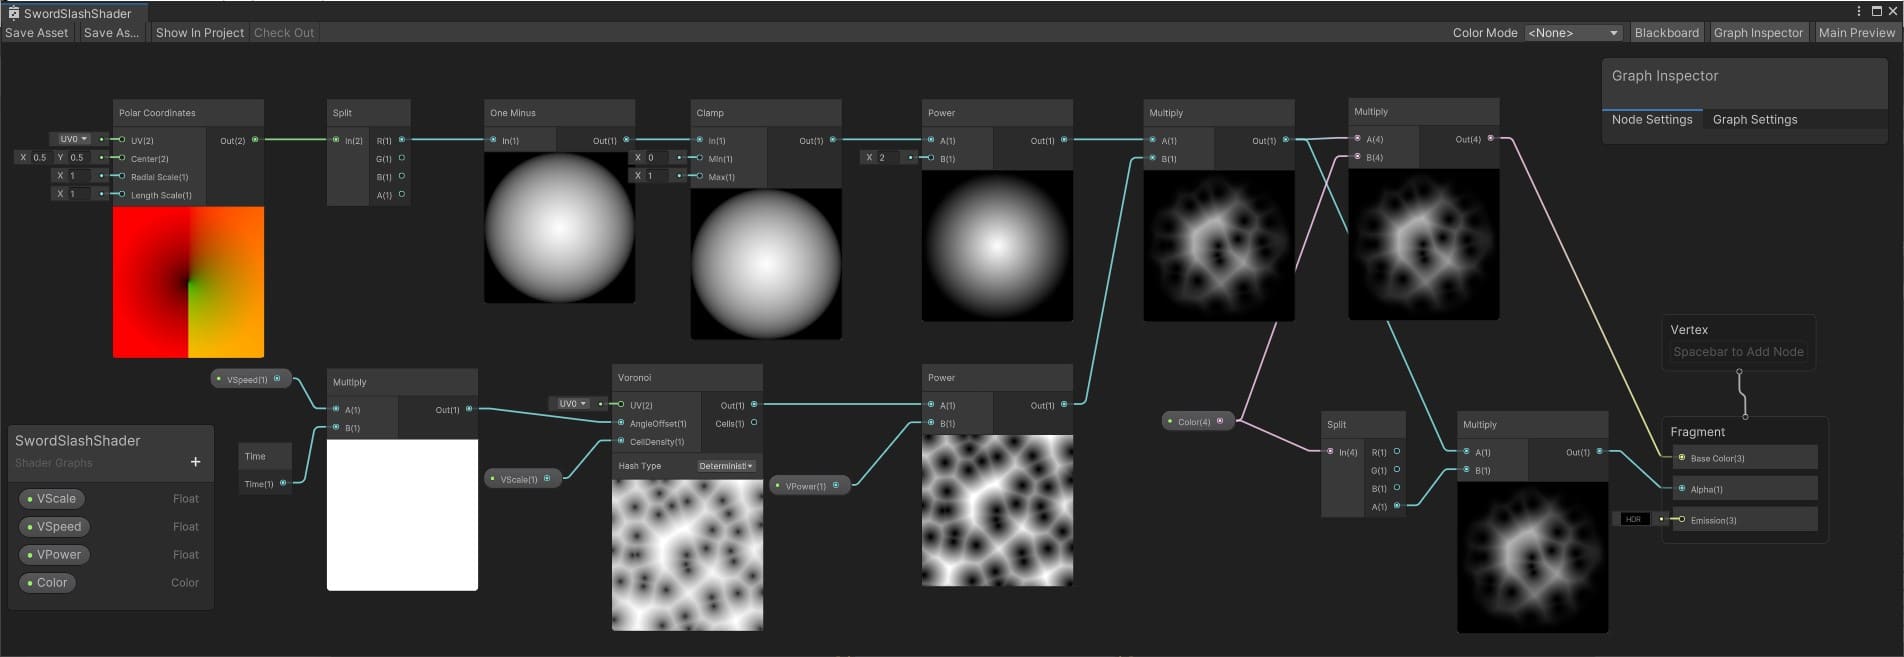 SwordSlashShader
Save Asset Save As... Show In Project Check Out Color Mode <None> Blackboard Graph Inspector Main Preview
Graph Inspector
Node Settings Graph Settings
Polar Coordinates
UV0 UV(2) Out(2)
X 0.5 Y 0.5 Center(2)
X 1 Radial Scale(1)
X 1 Length Scale(1)
Split
In(2) R(1)
G(1)
B(1)
A(1)
One Minus
In(1) Out(1)
Clamp
In(1) Out(1)
X 0 Min(1)
X 1 Max(1)
Power
A(1) Out(1)
X 2 B(1)
Multiply
A(1) Out(1)
B(1)
Multiply
A(4) Out(4)
B(4)
VSpeed(1)
Multiply
A(1) Out(1)
B(1)
Time
Time(1)
Voronoi
UV0 UV(2) Out(1)
AngleOffset(1) Cells(1)
CellDensity(1)
Hash Type Deterministi
VScale(1)
Power
A(1) Out(1)
B(1)
VPower(1)
Color(4)
Split
In(4) R(1)
G(1)
B(1)
A(1)
Multiply
A(1) Out(1)
B(1)
Vertex
Spacebar to Add Node
Fragment
Base Color(3)
Alpha(1)
HDR Emission(3)
SwordSlashShader
Shader Graphs +
VScale Float
VSpeed Float
VPower Float
Color Color